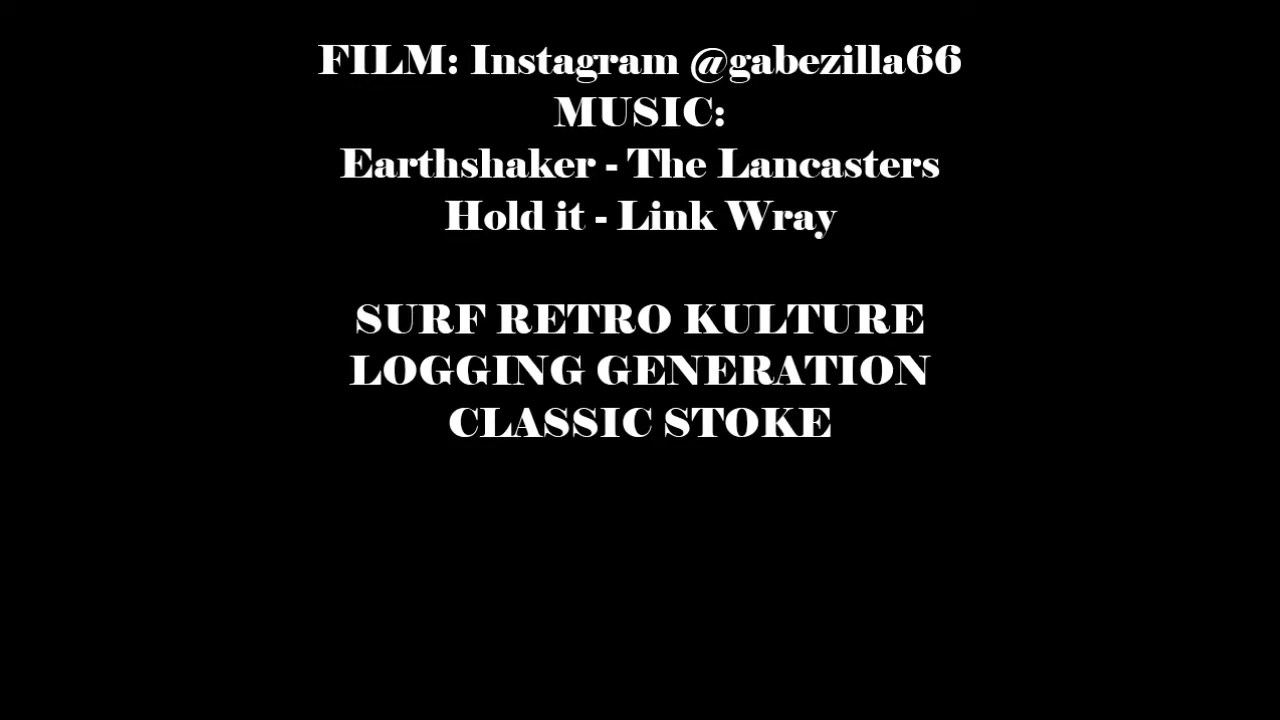 FILM: Instagram @gabezilla66
MUSIC:
Earthshaker - The Lancasters
Hold it - Link Wray
SURF RETRO KULTURE
LOGGING GENERATION
CLASSIC STOKE